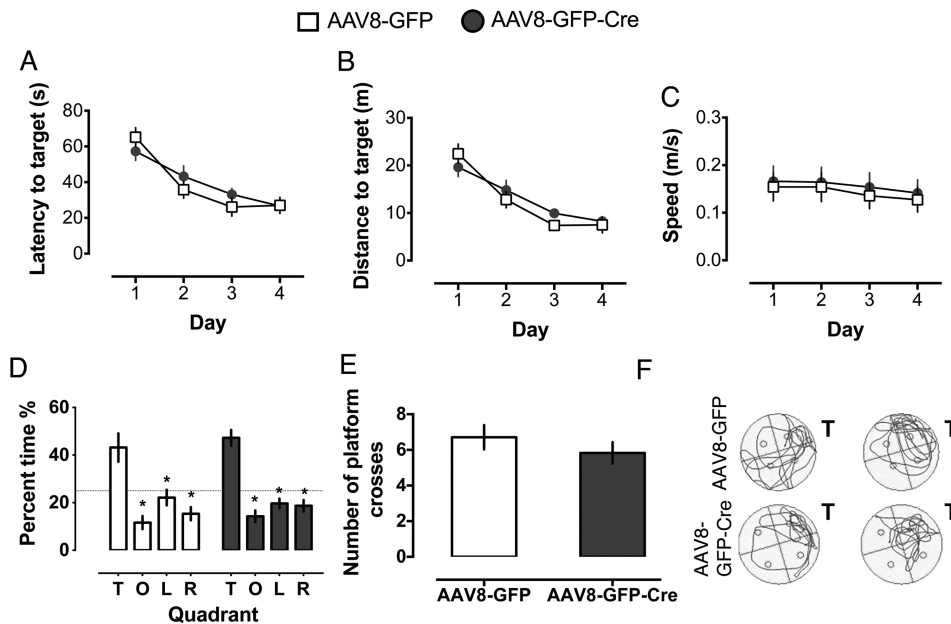 AAV8-GFP AAV8-GFP-Cre
A
Latency to target (s)
80
60
40
20
0
1 2 3 4
Day
B
Distance to target (m)
30
20
10
0
1 2 3 4
Day
C
Speed (m/s)
0.3
0.2
0.1
0.0
1 2 3 4
Day
D
Percent time %
60
40
20
0
* * * * * *
T O L R T O L R
Quadrant
E
Number of platform
crosses
8
6
4
2
0
AAV8-GFP AAV8-GFP-Cre
F
AAV8-GFP
T T
AAV8-
GFP-Cre
T T